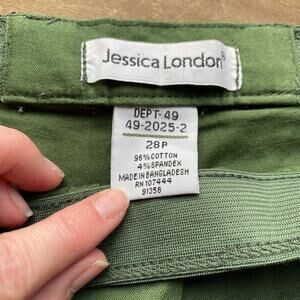 Jessica London®
DEPT-49
49-2025-2
28P
96% COTTON
4% SPANDEX
MADE IN BANGLADESH
RN 107444
91358